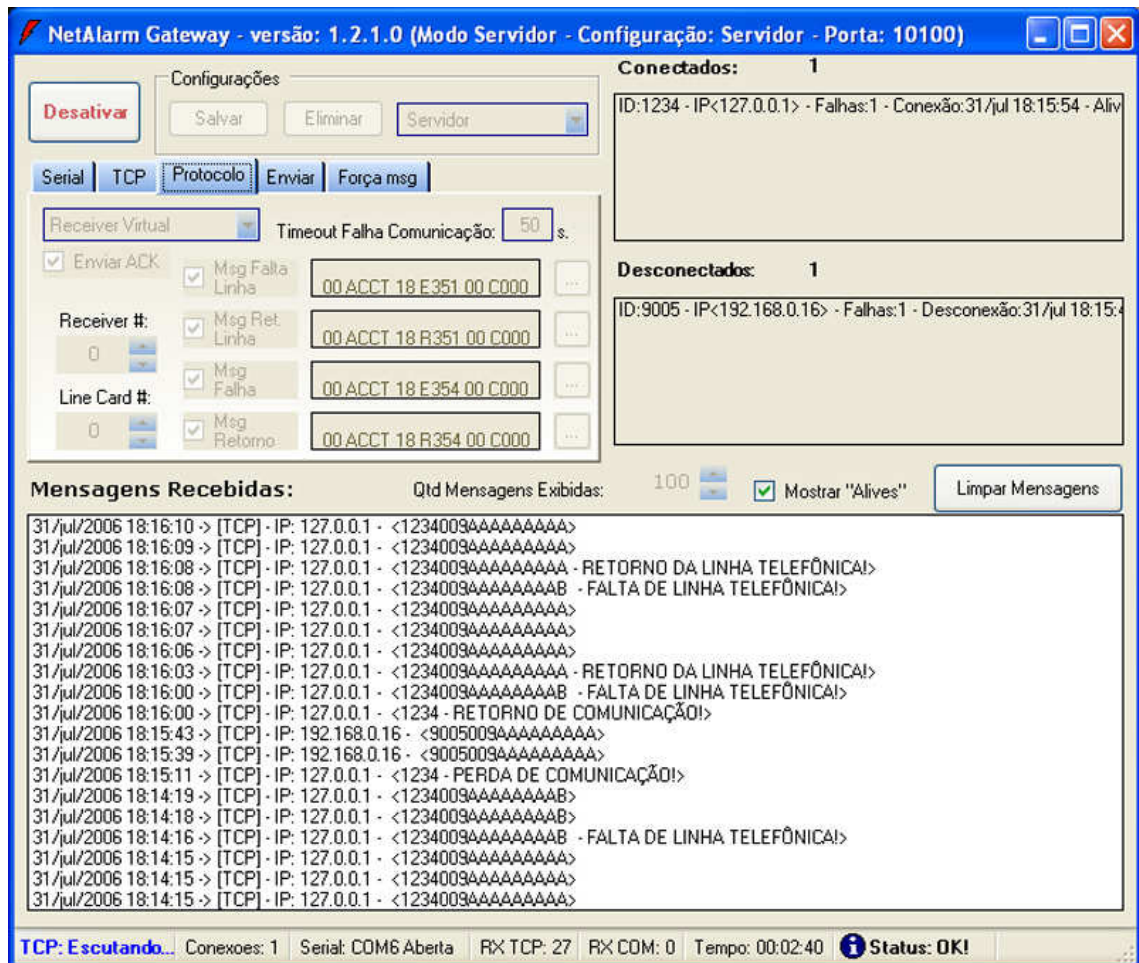 NetAlarm Gateway - versão: 1.2.1.0 (Modo Servidor - Configuração: Servidor - Porta: 10100)
Desativar
Configurações
Salvar Eliminar Servidor
Serial TCP Protocolo Enviar Força msg
Receiver Virtual Timeout Falha Comunicação: 50 s.
Enviar ACK
Msg Falta Linha 00 ACCT 18 E351 00 C000 ...
Receiver #:
0
Msg Ret. Linha 00 ACCT 18 R351 00 C000 ...
Msg Falha 00 ACCT 18 E354 00 C000 ...
Line Card #:
0
Msg Retorno 00 ACCT 18 R354 00 C000 ...
Conectados: 1
ID:1234 - IP<127.0.0.1> - Falhas:1 - Conexão:31/jul 18:15:54 - Aliv
Desconectados: 1
ID:9005 - IP<192.168.0.16> - Falhas:1 - Desconexão:31/jul 18:15:4
Mensagens Recebidas: Qtd Mensagens Exibidas: 100 Mostrar "Alives" Limpar Mensagens
31/jul/2006 18:16:10 -> [TCP] - IP: 127.0.0.1 - <1234009AAAAAAAAA>
31/jul/2006 18:16:09 -> [TCP] - IP: 127.0.0.1 - <1234009AAAAAAAAA>
31/jul/2006 18:16:08 -> [TCP] - IP: 127.0.0.1 - <1234009AAAAAAAAA - RETORNO DA LINHA TELEFÔNICA!>
31/jul/2006 18:16:08 -> [TCP] - IP: 127.0.0.1 - <1234009AAAAAAAAB - FALTA DE LINHA TELEFÔNICA!>
31/jul/2006 18:16:07 -> [TCP] - IP: 127.0.0.1 - <1234009AAAAAAAAA>
31/jul/2006 18:16:07 -> [TCP] - IP: 127.0.0.1 - <1234009AAAAAAAAA>
31/jul/2006 18:16:06 -> [TCP] - IP: 127.0.0.1 - <1234009AAAAAAAAA>
31/jul/2006 18:16:03 -> [TCP] - IP: 127.0.0.1 - <1234009AAAAAAAAA - RETORNO DA LINHA TELEFÔNICA!>
31/jul/2006 18:16:00 -> [TCP] - IP: 127.0.0.1 - <1234009AAAAAAAAB - FALTA DE LINHA TELEFÔNICA!>
31/jul/2006 18:16:00 -> [TCP] - IP: 127.0.0.1 - <1234 - RETORNO DE COMUNICAÇÃO!>
31/jul/2006 18:15:43 -> [TCP] - IP: 192.168.0.16 - <9005009AAAAAAAAA>
31/jul/2006 18:15:39 -> [TCP] - IP: 192.168.0.16 - <9005009AAAAAAAAA>
31/jul/2006 18:15:11 -> [TCP] - IP: 127.0.0.1 - <1234 - PERDA DE COMUNICAÇÃO!>
31/jul/2006 18:14:19 -> [TCP] - IP: 127.0.0.1 - <1234009AAAAAAAAB>
31/jul/2006 18:14:18 -> [TCP] - IP: 127.0.0.1 - <1234009AAAAAAAAB>
31/jul/2006 18:14:16 -> [TCP] - IP: 127.0.0.1 - <1234009AAAAAAAAB - FALTA DE LINHA TELEFÔNICA!>
31/jul/2006 18:14:15 -> [TCP] - IP: 127.0.0.1 - <1234009AAAAAAAAA>
31/jul/2006 18:14:15 -> [TCP] - IP: 127.0.0.1 - <1234009AAAAAAAAA>
31/jul/2006 18:14:15 -> [TCP] - IP: 127.0.0.1 - <1234009AAAAAAAAA>
TCP: Escutando... Conexoes: 1 Serial: COM6 Aberta RX TCP: 27 RX COM: 0 Tempo: 00:02:40 Status: OK!